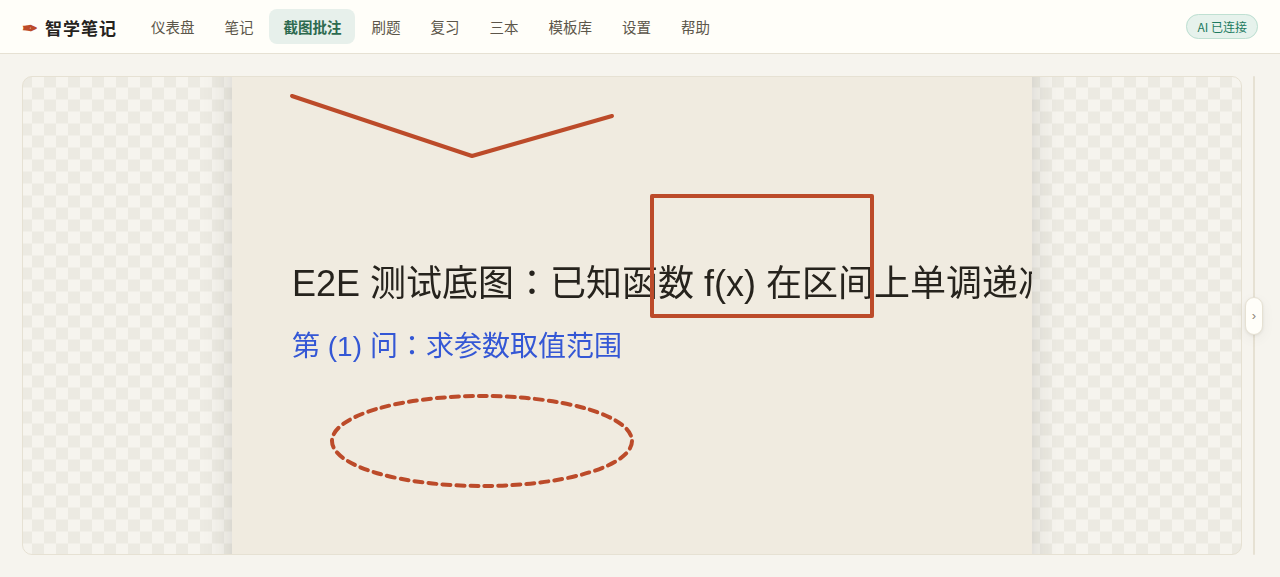 智学笔记 仪表盘 笔记 截图批注 刷题 复习 三本 模板库 设置 帮助 AI 已连接
E2E 测试底图：已知函数 f(x) 在区间上单调递
第 (1) 问：求参数取值范围